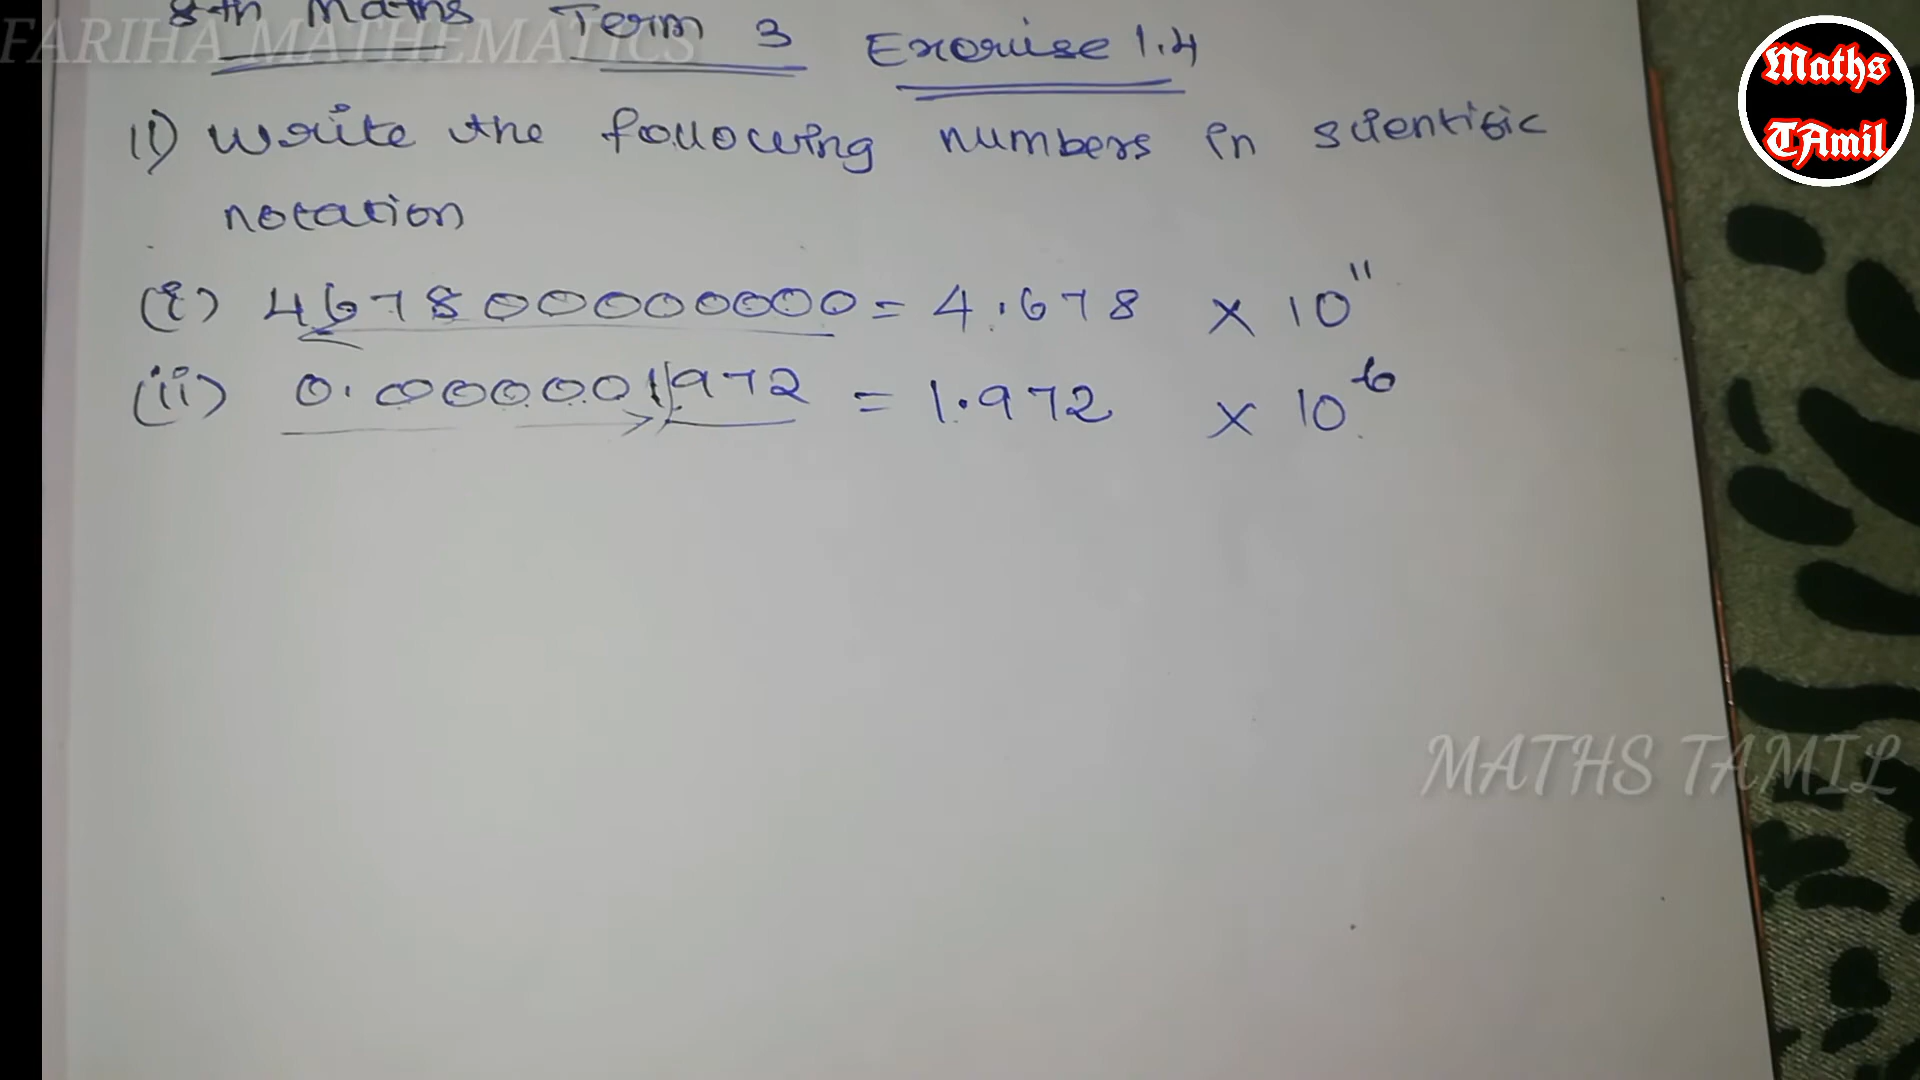 FARIHA MATHEMATICS
8th Maths Term 3 Exercise 1.4
Maths
TAmil
11) Write the following numbers in scientific
notation
(i) 467800000000 = 4.678 × 10¹¹
(ii) 0.000001972 = 1.972 × 10⁻⁶
MATHS TAMIL